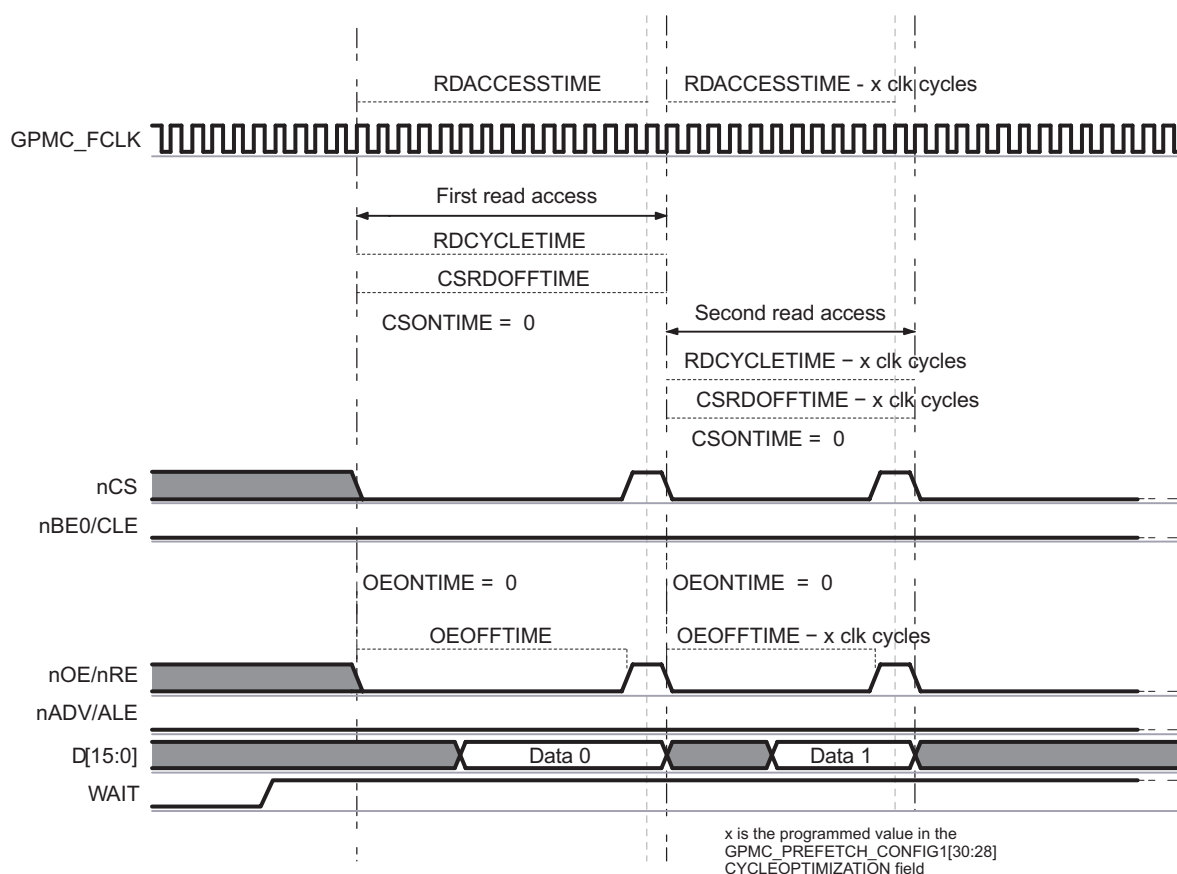 RDACCESSTIME
RDACCESSTIME - x clk cycles
GPMC_FCLK
First read access
RDCYCLETIME
CSRDOFFTIME
CSONTIME = 0
Second read access
RDCYCLETIME − x clk cycles
CSRDOFFTIME − x clk cycles
CSONTIME = 0
nCS
nBE0/CLE
OEONTIME = 0
OEONTIME = 0
OEOFFTIME
OEOFFTIME − x clk cycles
nOE/nRE
nADV/ALE
D[15:0]
Data 0
Data 1
WAIT
x is the programmed value in the
GPMC_PREFETCH_CONFIG1[30:28]
CYCLEOPTIMIZATION field